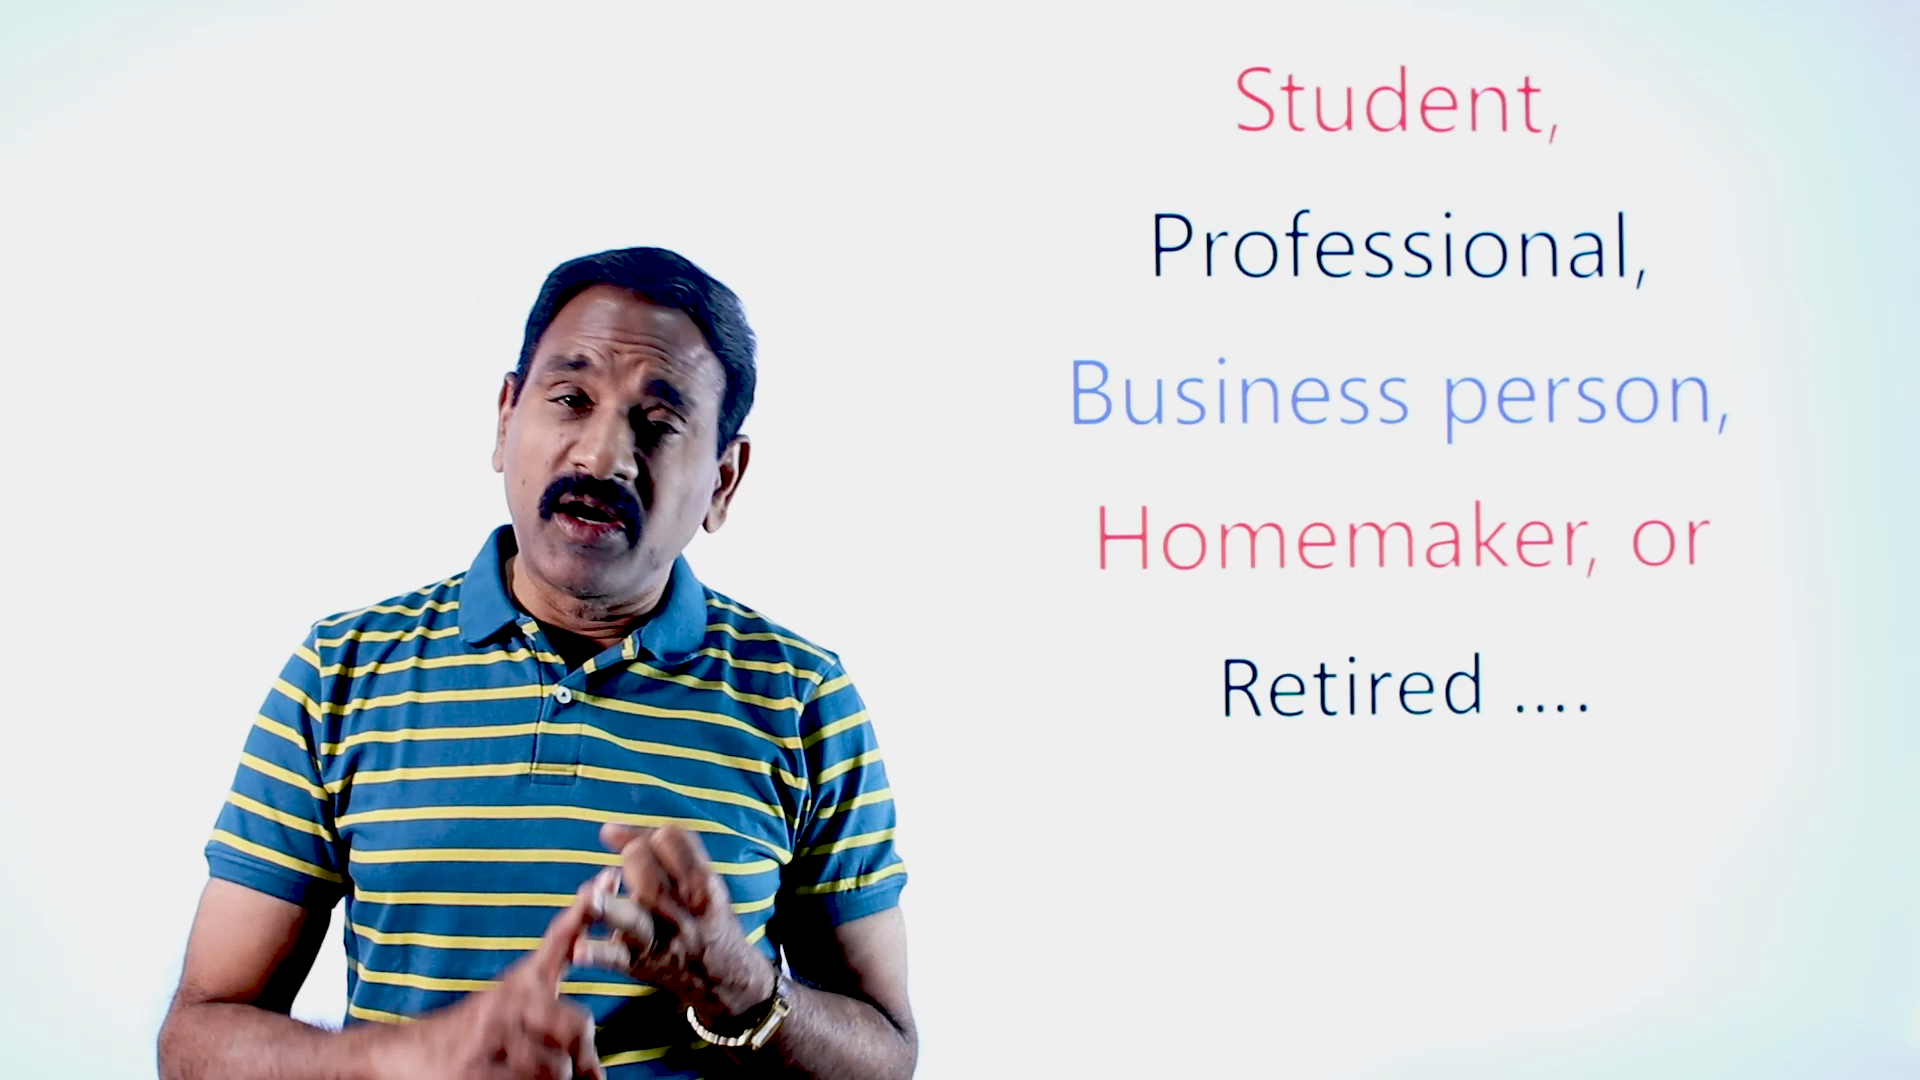 Student,
Professional,
Business person,
Homemaker, or
Retired ....